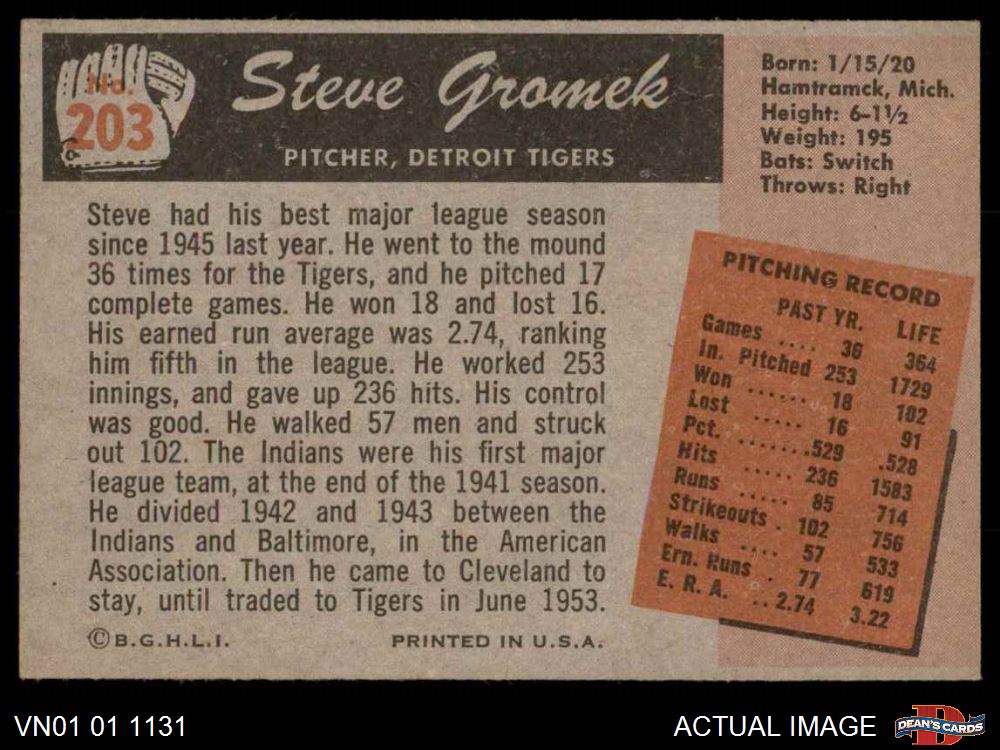 No.
203
Steve Gromek
PITCHER, DETROIT TIGERS
Born: 1/15/20
Hamtramck, Mich.
Height: 6-1½
Weight: 195
Bats: Switch
Throws: Right
Steve had his best major league season
since 1945 last year. He went to the mound
36 times for the Tigers, and he pitched 17
complete games. He won 18 and lost 16.
His earned run average was 2.74, ranking
him fifth in the league. He worked 253
innings, and gave up 236 hits. His control
was good. He walked 57 men and struck
out 102. The Indians were his first major
league team, at the end of the 1941 season.
He divided 1942 and 1943 between the
Indians and Baltimore, in the American
Association. Then he came to Cleveland to
stay, until traded to Tigers in June 1953.
PITCHING RECORD
PAST YR. LIFE
Games .... 36 364
In. Pitched 253 1729
Won ...... 18 102
Lost ..... 16 91
Pct. .......529 .528
Hits ..... 236 1583
Runs ..... 85 714
Strikeouts . 102 756
Walks .... 57 533
Ern. Runs . 77 619
E. R. A. .. 2.74 3.22
©B.G.H.L.I. PRINTED IN U.S.A.
VN01 01 1131 ACTUAL IMAGE DEAN'S CARDS